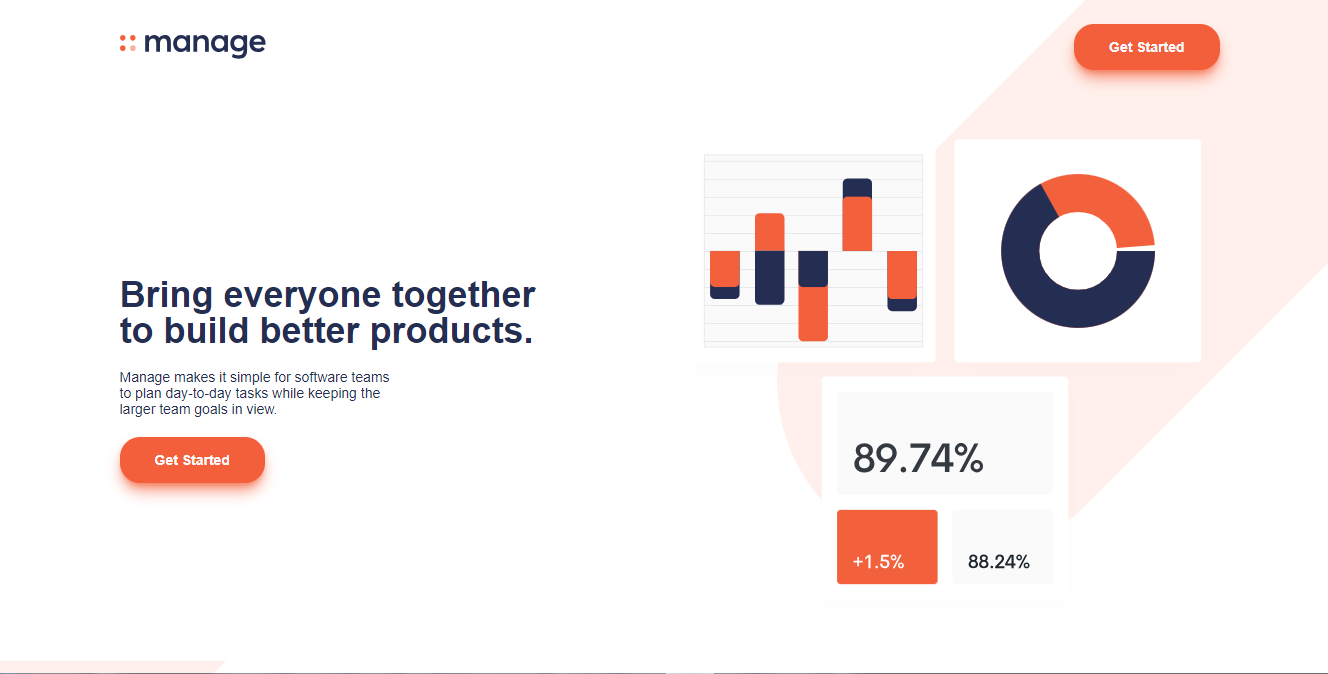 manage
Get Started
Bring everyone together
to build better products.
Manage makes it simple for software teams
to plan day-to-day tasks while keeping the
larger team goals in view.
Get Started
89.74%
+1.5%
88.24%